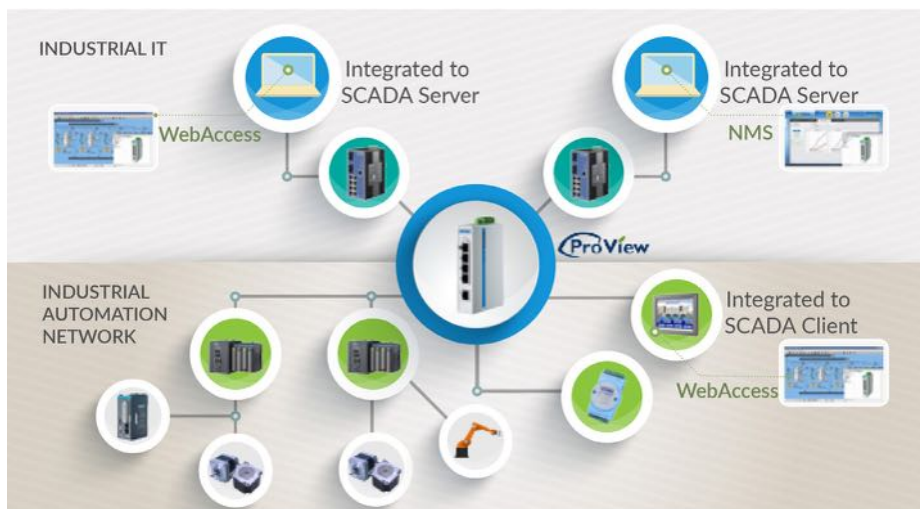 INDUSTRIAL IT
Integrated to
SCADA Server
WebAccess
Integrated to
SCADA Server
NMS
ProView
INDUSTRIAL
AUTOMATION
NETWORK
Integrated to
SCADA Client
WebAccess